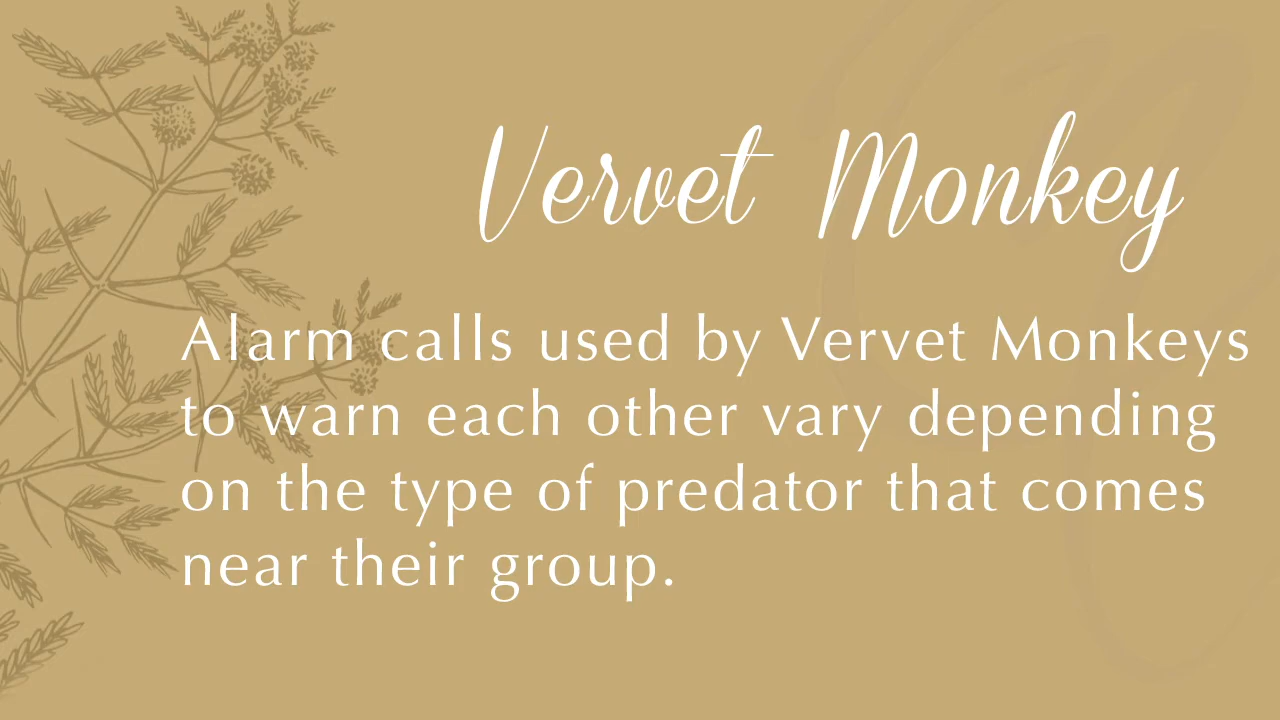 Vervet Monkey
Alarm calls used by Vervet Monkeys
to warn each other vary depending
on the type of predator that comes
near their group.